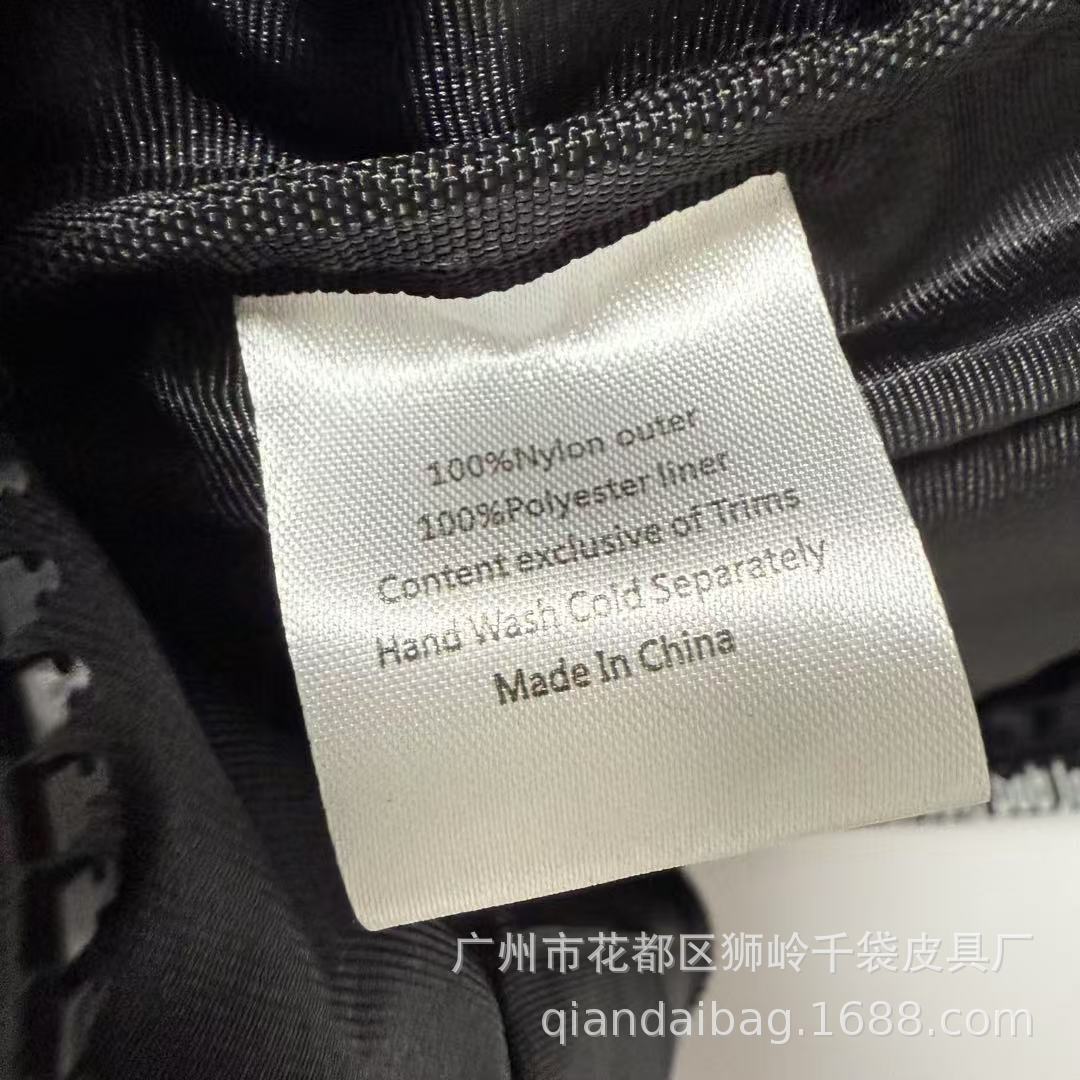 100%Nylon outer
100%Polyester liner
Content exclusive of Trims
Hand Wash Cold Separately
Made In China
广州市花都区狮岭千袋皮具厂
qiandaibag.1688.com